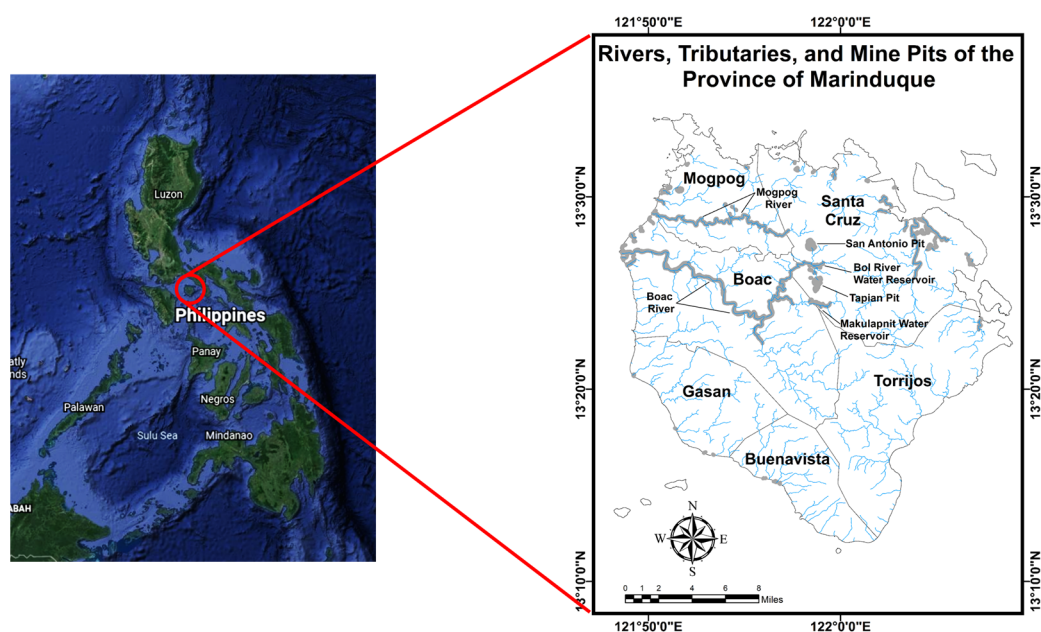 Luzon
Philippines
Panay
Negros
Palawan
Sulu Sea
Mindanao
ABAH
atly
nds
121°50'0"E
122°0'0"E
Rivers, Tributaries, and Mine Pits of the
Province of Marinduque
13°30'0"N
13°20'0"N
13°10'0"N
13°30'0"N
13°20'0"N
13°10'0"N
Mogpog
Mogpog
River
Santa
Cruz
San Antonio Pit
Boac
Bol River
Water Reservoir
Boac
River
Tapian Pit
Makulapnit Water
Reservoir
Gasan
Torrijos
Buenavista
N
W
E
S
0 1 2 4 6 8
Miles
121°50'0"E
122°0'0"E